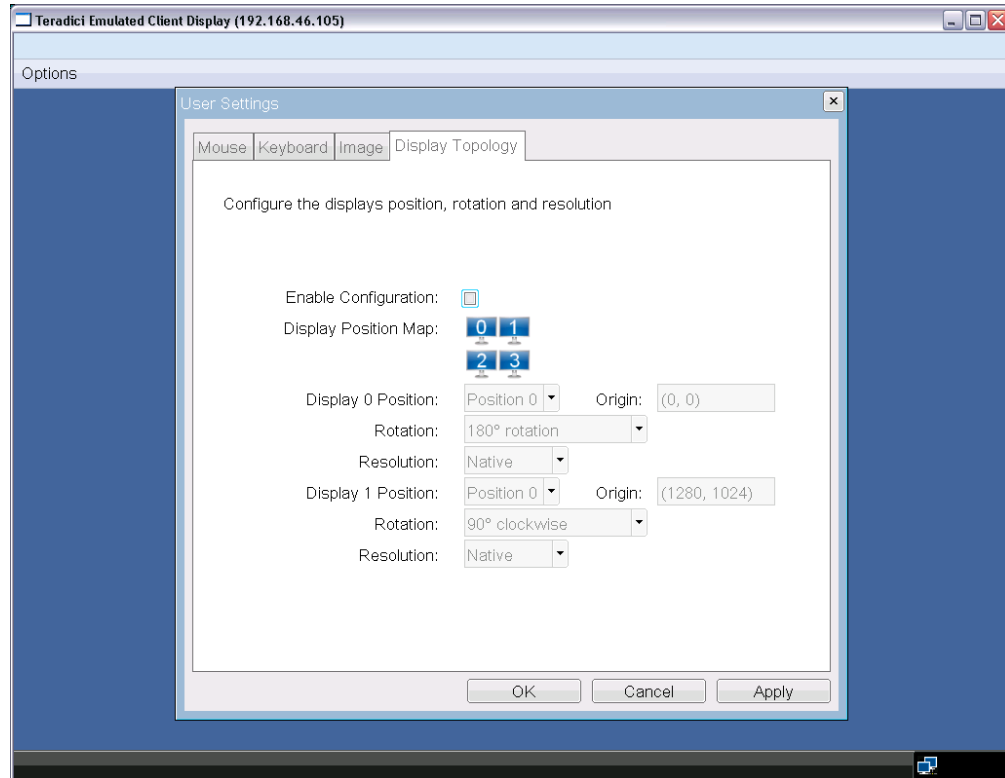 Teradici Emulated Client Display (192.168.46.105)
Options
User Settings
Mouse Keyboard Image Display Topology
Configure the displays position, rotation and resolution
Enable Configuration:
Display Position Map: 0 1
2 3
Display 0 Position: Position 0 Origin: (0, 0)
Rotation: 180° rotation
Resolution: Native
Display 1 Position: Position 0 Origin: (1280, 1024)
Rotation: 90° clockwise
Resolution: Native
OK Cancel Apply